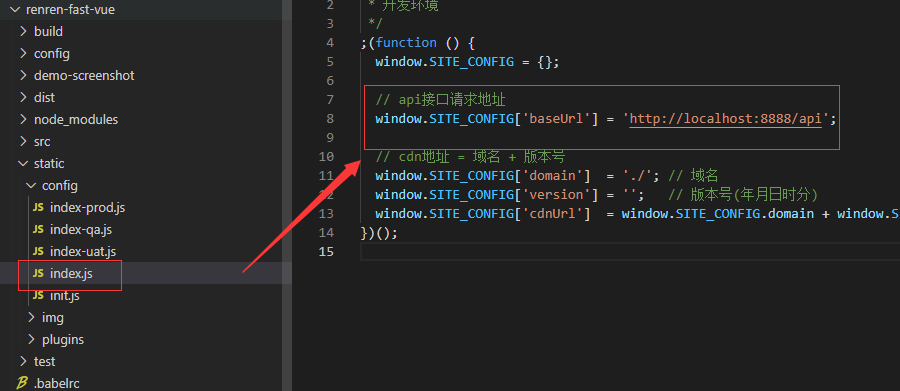 renren-fast-vue
build
config
demo-screenshot
dist
node_modules
src
static
config
JS index-prod.js
JS index-qa.js
JS index-uat.js
JS index.js
JS init.js
img
plugins
test
.babelrc
2 * 开发环境
3 */
4 ;(function () {
5 window.SITE_CONFIG = {};
6
7 // api接口请求地址
8 window.SITE_CONFIG['baseUrl'] = 'http://localhost:8888/api';
9
10 // cdn地址 = 域名 + 版本号
11 window.SITE_CONFIG['domain'] = './'; // 域名
12 window.SITE_CONFIG['version'] = ''; // 版本号(年月日时分)
13 window.SITE_CONFIG['cdnUrl'] = window.SITE_CONFIG.domain + window.S
14 })();
15